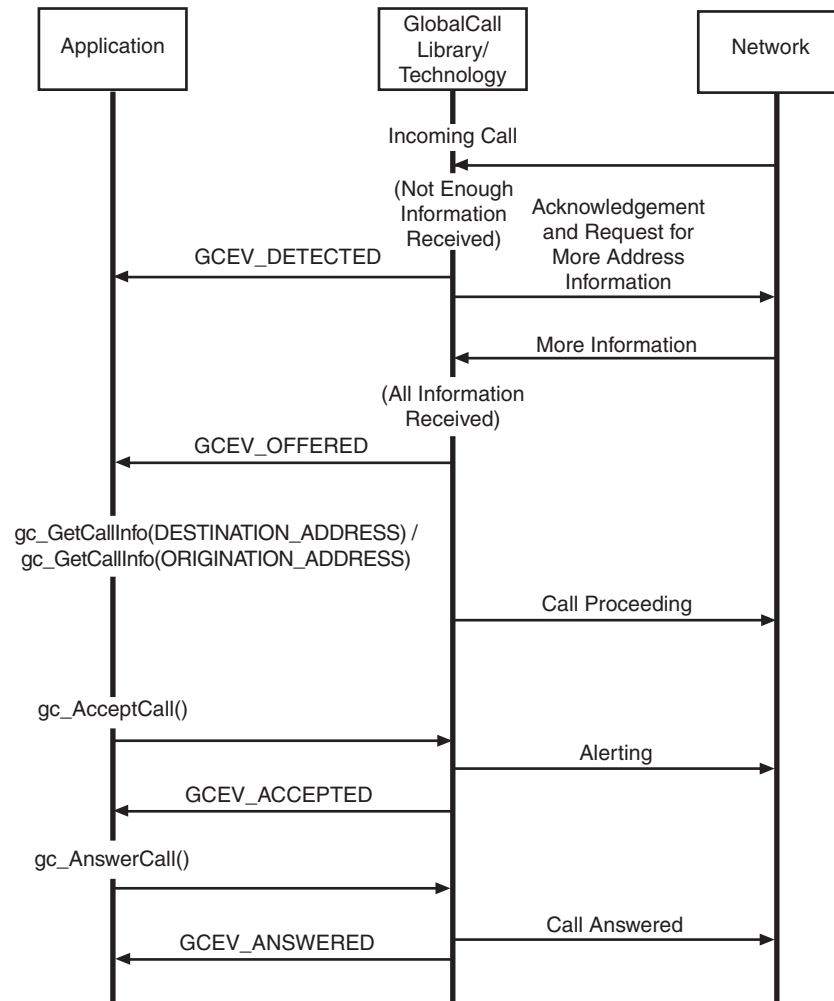 Application
GlobalCall
Library/
Technology
Network
Incoming Call
(Not Enough
Information
Received)
Acknowledgement
and Request for
More Address
Information
GCEV_DETECTED
More Information
(All Information
Received)
GCEV_OFFERED
gc_GetCallInfo(DESTINATION_ADDRESS) /
gc_GetCallInfo(ORIGINATION_ADDRESS)
Call Proceeding
gc_AcceptCall()
Alerting
GCEV_ACCEPTED
gc_AnswerCall()
Call Answered
GCEV_ANSWERED